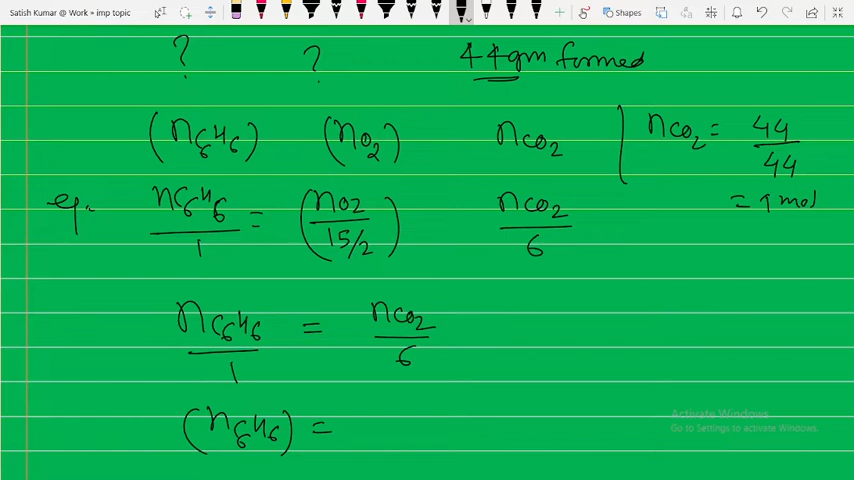 Satish Kumar @ Work » imp topic
Shapes
? ? 44gm formed
(nC6H6) (nO2) nCO2 | nCO2 = 44/44
= 1 mol
eq. nC6H6/1 = (nO2/15/2) nCO2/6
nC6H6/1 = nCO2/6
(nC6H6) =
Activate Windows
Go to Settings to activate Windows.